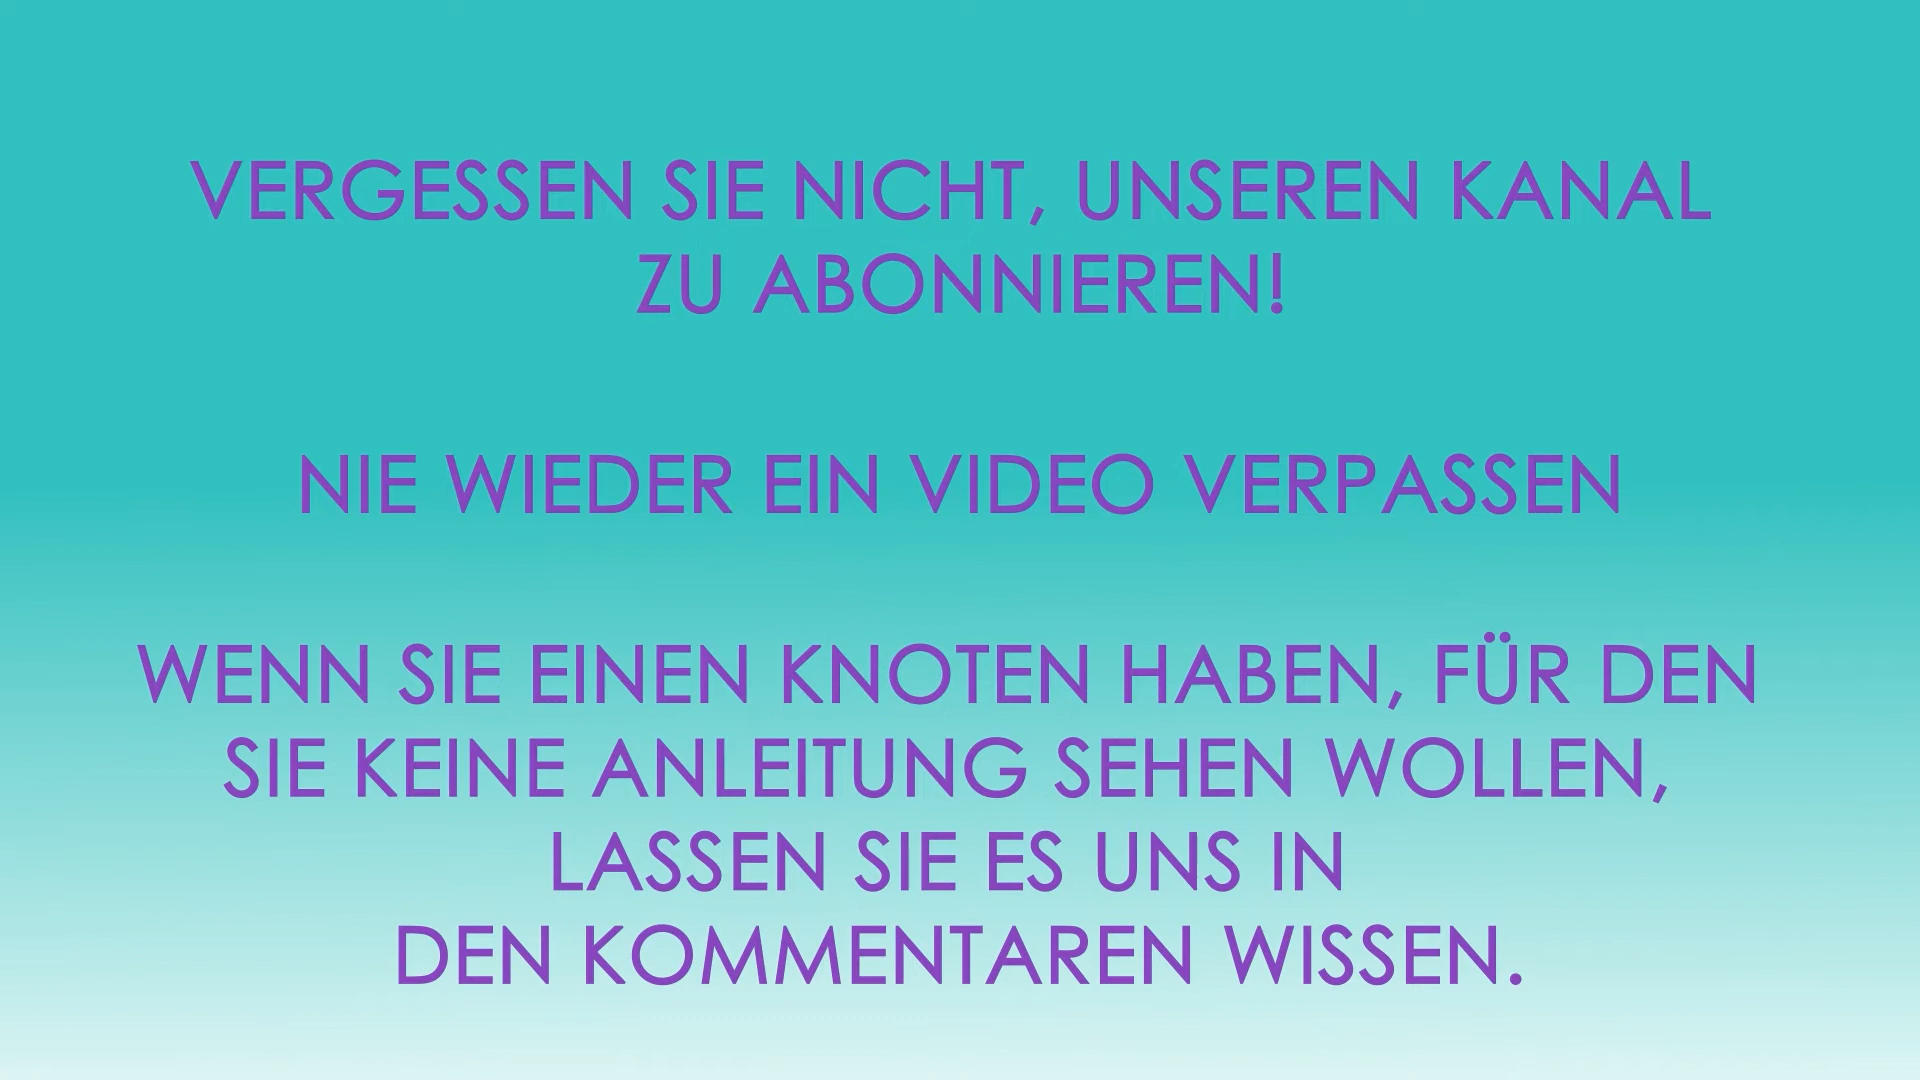 VERGESSEN SIE NICHT, UNSEREN KANAL
ZU ABONNIEREN!
NIE WIEDER EIN VIDEO VERPASSEN
WENN SIE EINEN KNOTEN HABEN, FÜR DEN
SIE KEINE ANLEITUNG SEHEN WOLLEN,
LASSEN SIE ES UNS IN
DEN KOMMENTAREN WISSEN.